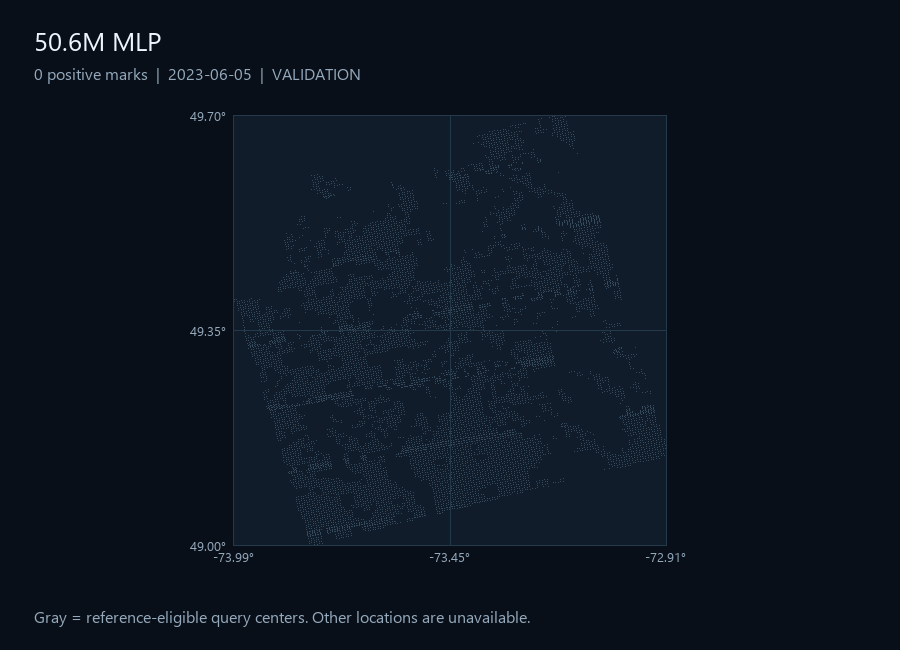 50.6M MLP
0 positive marks | 2023-06-05 | VALIDATION
49.70°
49.35°
49.00°
-73.99°
-73.45°
-72.91°
Gray = reference-eligible query centers. Other locations are unavailable.